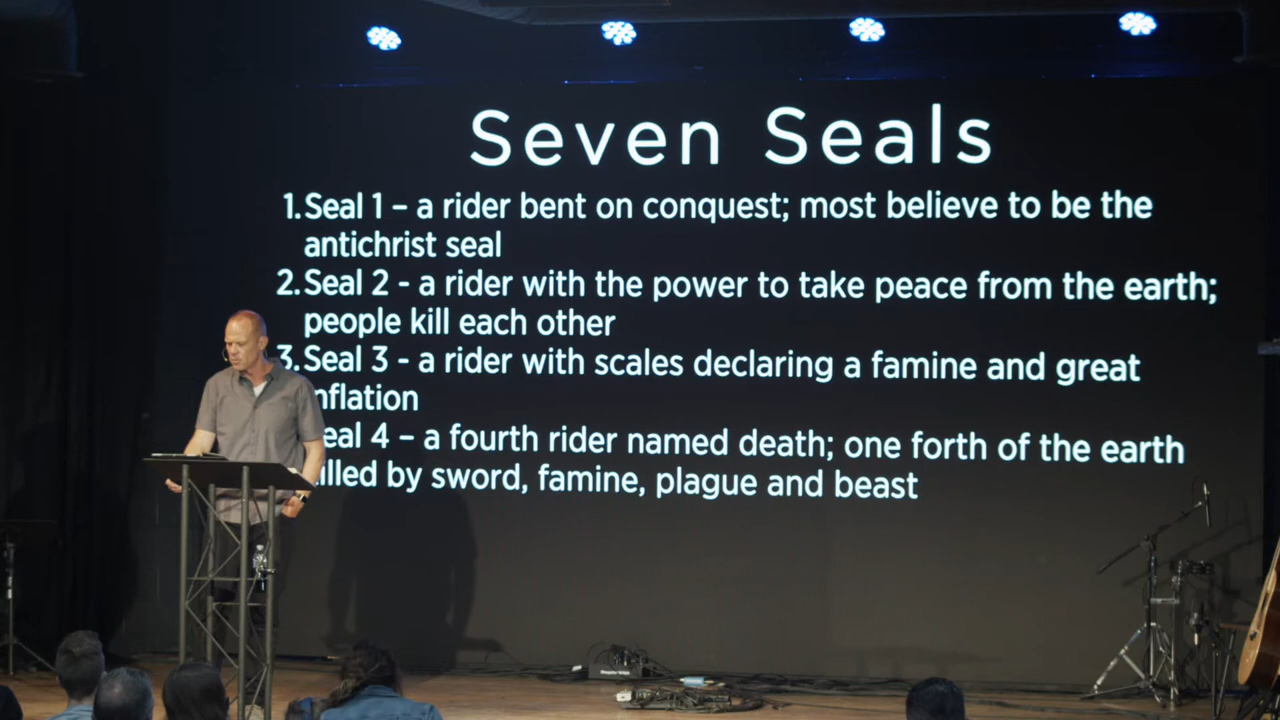 Seven Seals
1. Seal 1 – a rider bent on conquest; most believe to be the
antichrist seal
2. Seal 2 - a rider with the power to take peace from the earth;
people kill each other
3. Seal 3 - a rider with scales declaring a famine and great
nflation
eal 4 – a fourth rider named death; one forth of the earth
illed by sword, famine, plague and beast